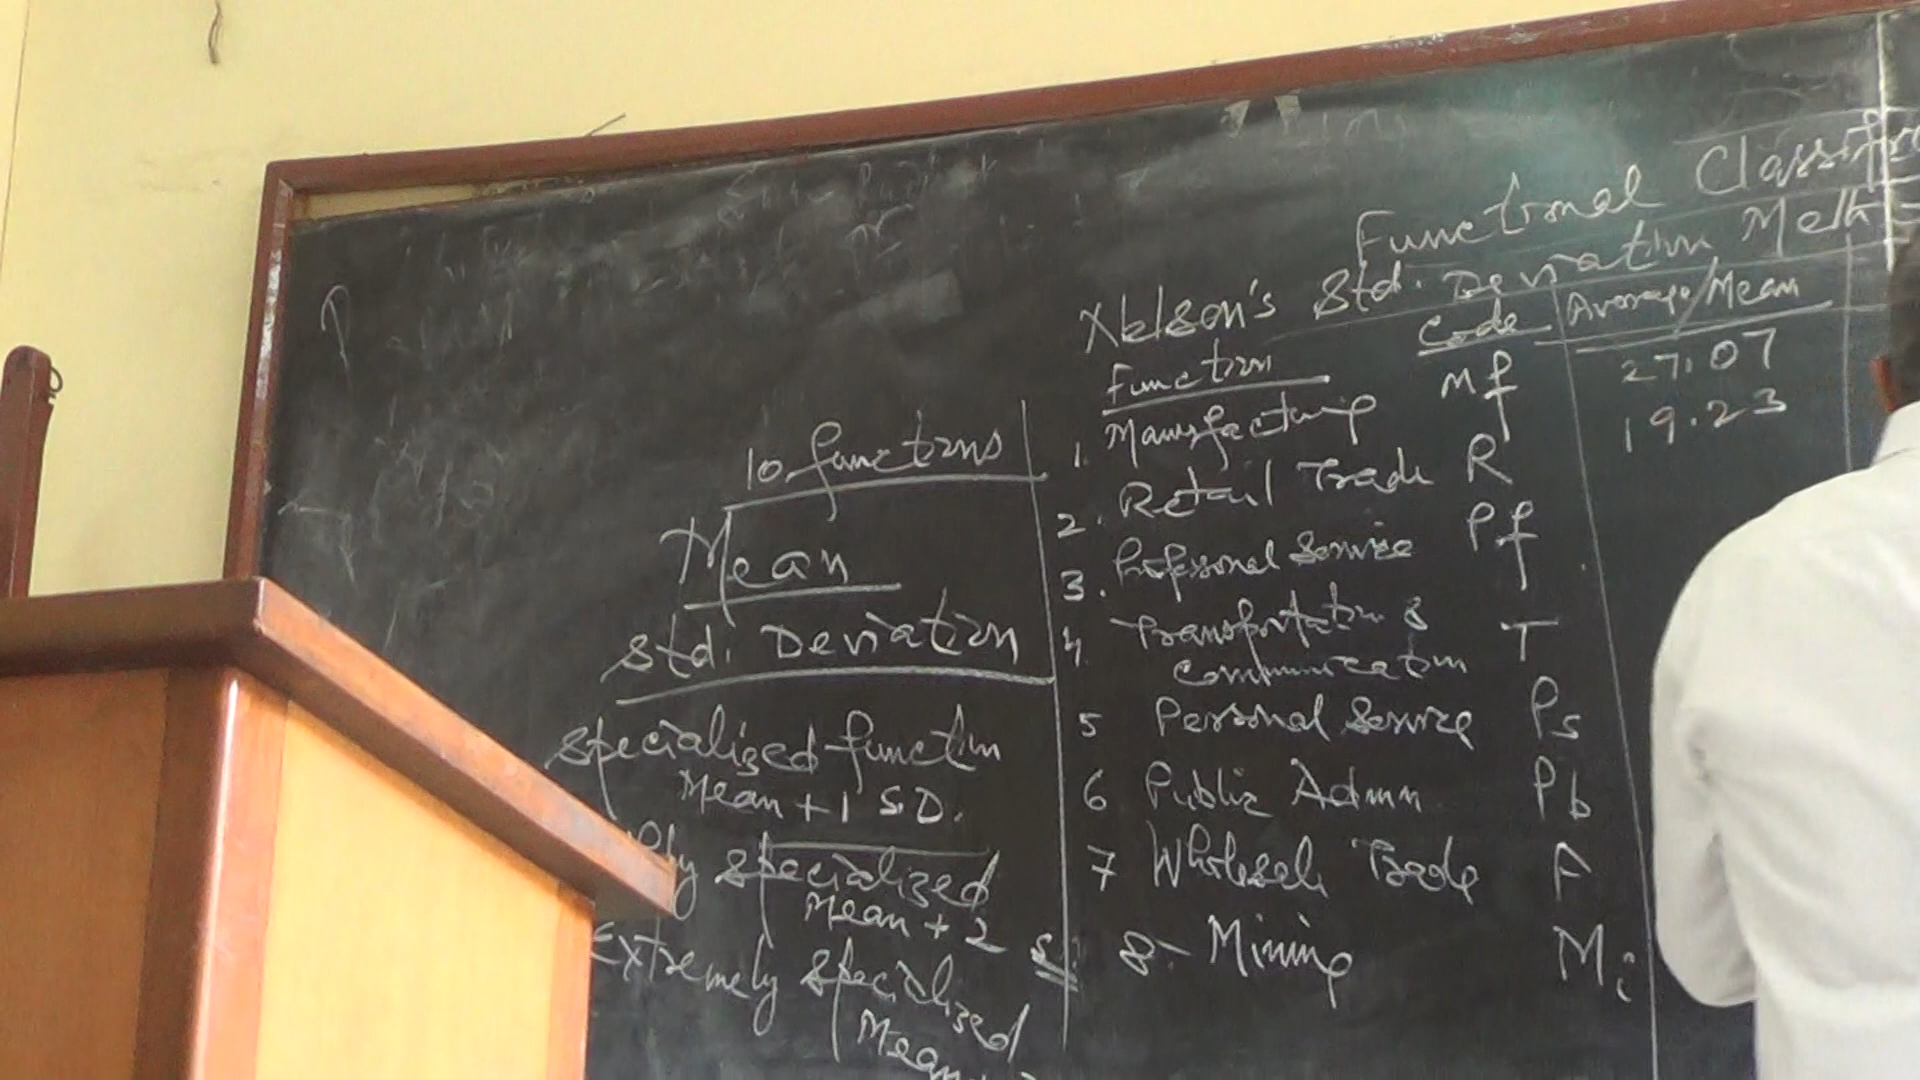 Functional Classific
Nelson's Std. Deviation Meth
Function Code Average/Mean
1. Manufacturing Mf 27.07
2. Retail Trade R 19.23
3. Professonal Service Pf
4. Transportation & T
Communication
5 Personal Service Ps
6 Public Admn Pb
7 Wholesale Trade
8- Mining Mi
10 functions
Mean
Std. Deviation
Specialized function
Mean + 1 S.D.
specialized
Mean + 2 S.
Extremely specialized
Mean